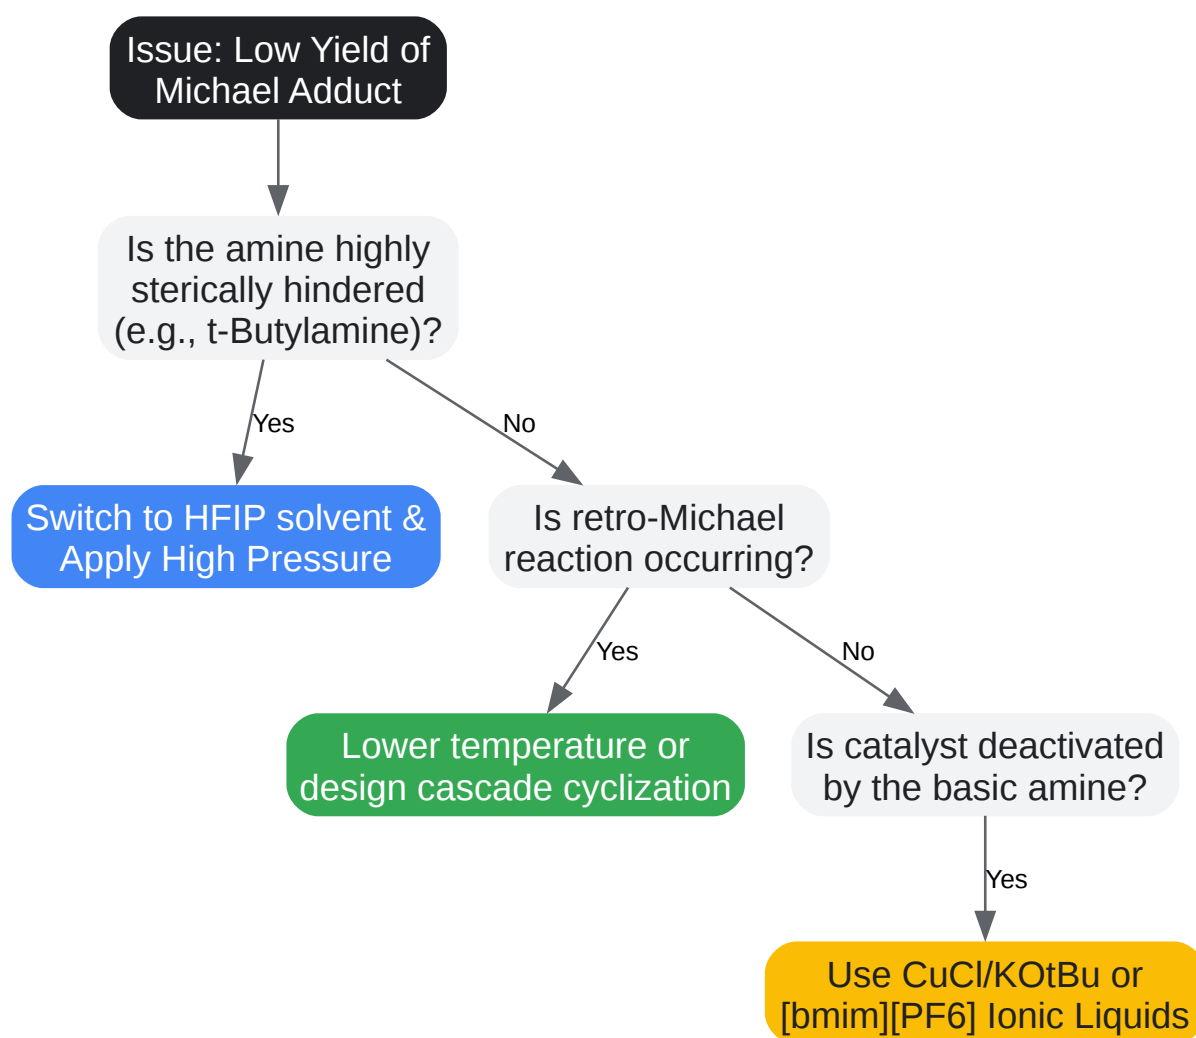 Issue: Low Yield of
Michael Adduct
Is the amine highly
sterically hindered
(e.g., t-Butylamine)?
Yes
No
Switch to HFIP solvent &
Apply High Pressure
Is retro-Michael
reaction occurring?
Yes
No
Lower temperature or
design cascade cyclization
Is catalyst deactivated
by the basic amine?
Yes
Use CuCl/KOtBu or
[bmim][PF6] Ionic Liquids